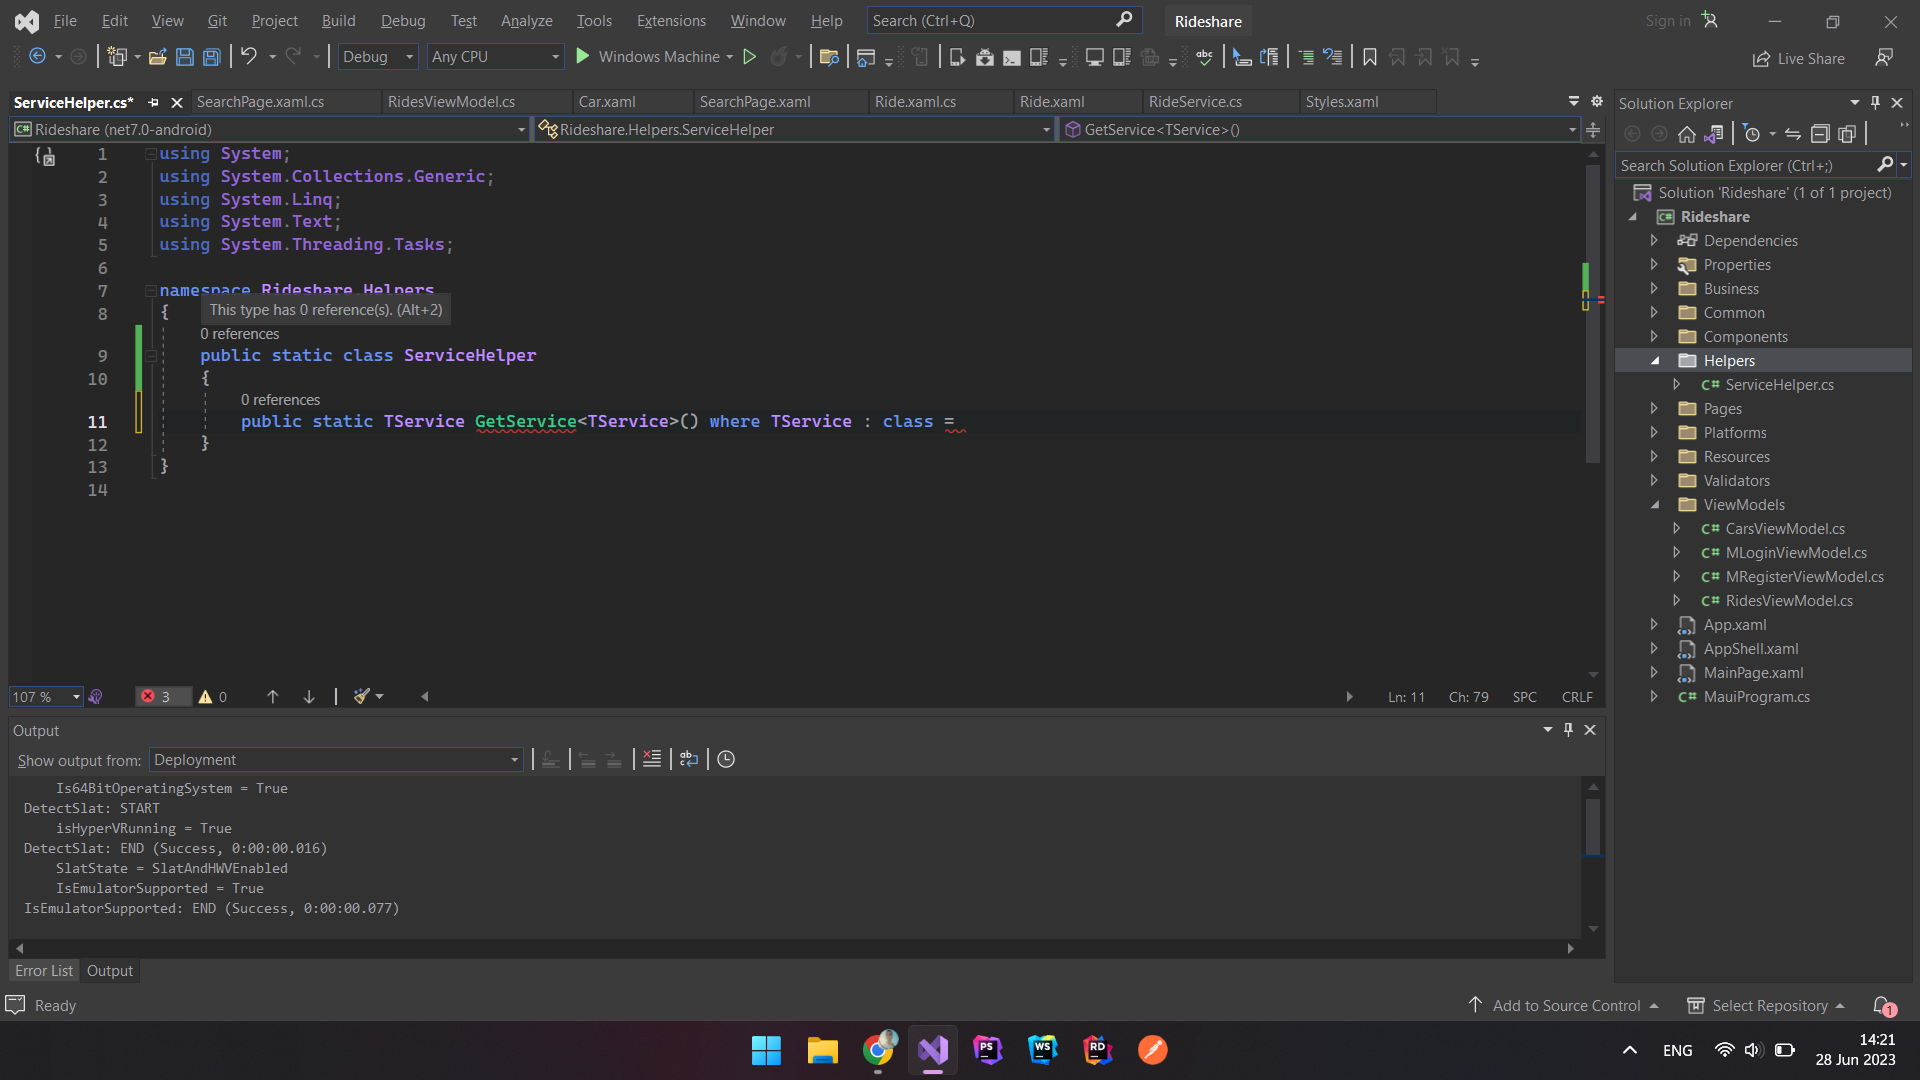 File Edit View Git Project Build Debug Test Analyze Tools Extensions Window Help Search (Ctrl+Q) Rideshare Sign in
Debug Any CPU Windows Machine Live Share
ServiceHelper.cs* SearchPage.xaml.cs RidesViewModel.cs Car.xaml SearchPage.xaml Ride.xaml.cs Ride.xaml RideService.cs Styles.xaml
Rideshare (net7.0-android) Rideshare.Helpers.ServiceHelper GetService<TService>()
1 using System;
2 using System.Collections.Generic;
3 using System.Linq;
4 using System.Text;
5 using System.Threading.Tasks;
6
7 namespace Rideshare.Helpers
This type has 0 reference(s). (Alt+2)
8 {
0 references
9 public static class ServiceHelper
10 {
0 references
11 public static TService GetService<TService>() where TService : class =
12 }
13 }
14
107 % 3 0 Ln: 11 Ch: 79 SPC CRLF
Output
Show output from: Deployment
Is64BitOperatingSystem = True
DetectSlat: START
isHyperVRunning = True
DetectSlat: END (Success, 0:00:00.016)
SlatState = SlatAndHWVEnabled
IsEmulatorSupported = True
IsEmulatorSupported: END (Success, 0:00:00.077)
Error List Output
Solution Explorer
Search Solution Explorer (Ctrl+;)
Solution 'Rideshare' (1 of 1 project)
C# Rideshare
Dependencies
Properties
Business
Common
Components
Helpers
C# ServiceHelper.cs
Pages
Platforms
Resources
Validators
ViewModels
C# CarsViewModel.cs
C# MLoginViewModel.cs
C# MRegisterViewModel.cs
C# RidesViewModel.cs
App.xaml
AppShell.xaml
MainPage.xaml
C# MauiProgram.cs
Ready Add to Source Control Select Repository 1
PS WS RD ENG 14:21
28 Jun 2023